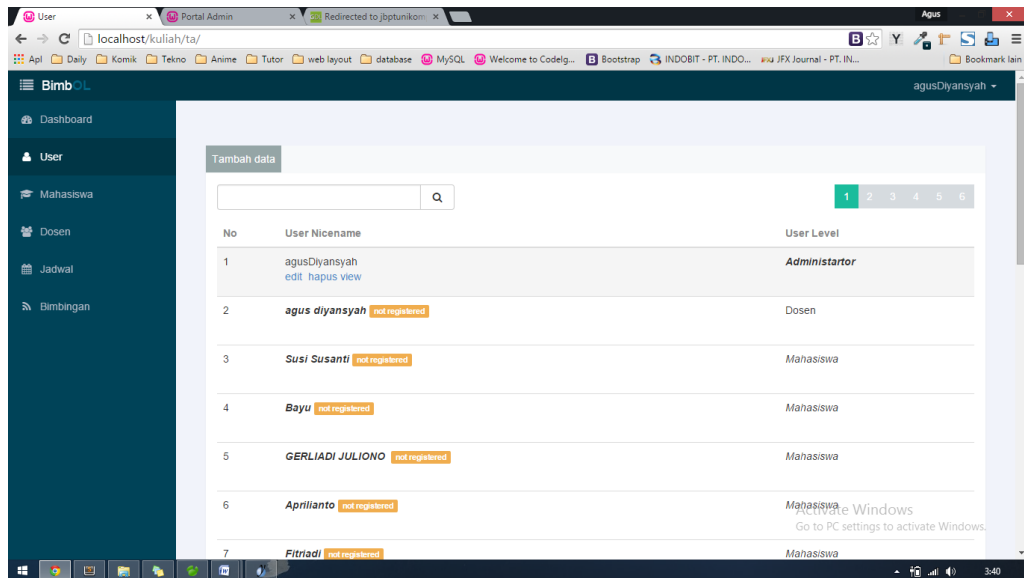 User
Portal Admin
Redirected to jbptunikom
Agus
localhost/kuliah/ta/
Apl Daily Komik Tekno Anime Tutor web layout database MySQL Welcome to CodeIg... Bootstrap INDOBIT - PT. INDO... JFX Journal - PT. IN... Bookmark lain
BimbOL
agusDiyansyah
Dashboard
User
Mahasiswa
Dosen
Jadwal
Bimbingan
Tambah data
1 2 3 4 5 6
No User Nicename User Level
1 agusDiyansyah Administartor
edit hapus view
2 agus diyansyah not registered Dosen
3 Susi Susanti not registered Mahasiswa
4 Bayu not registered Mahasiswa
5 GERLIADI JULIONO not registered Mahasiswa
6 Aprilianto not registered Mahasiswa
Activate Windows
Go to PC settings to activate Windows.
7 Fitriadi not registered Mahasiswa
3:40